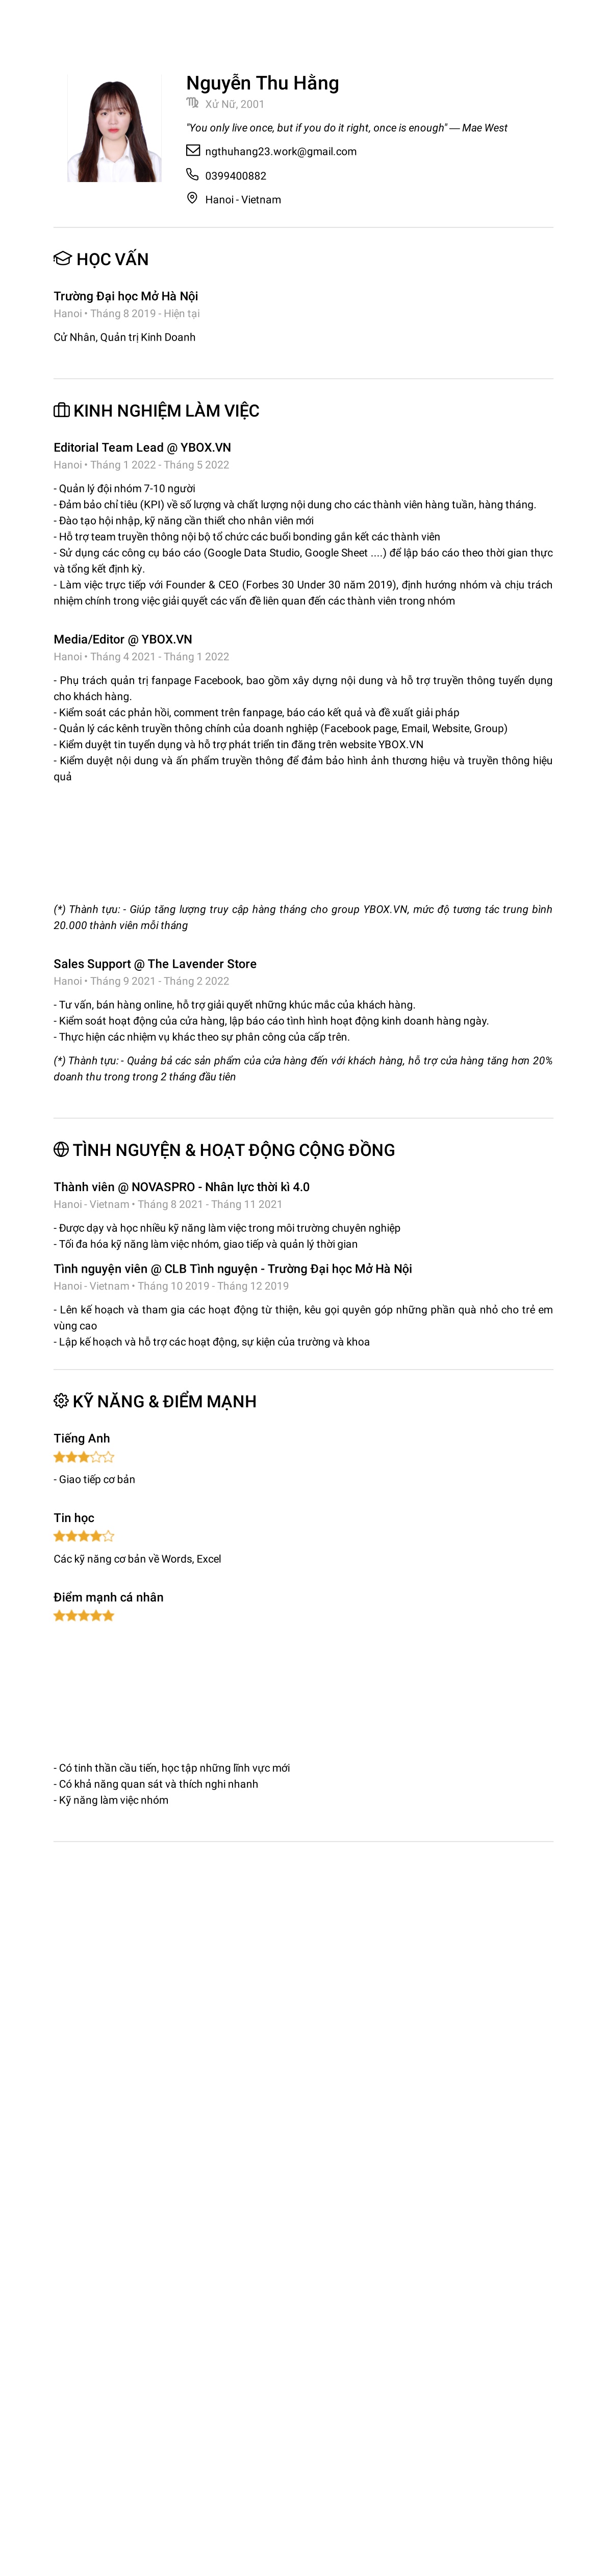 Nguyễn Thu Hằng
Xử Nữ, 2001
"You only live once, but if you do it right, once is enough" — Mae West
ngthuhang23.work@gmail.com
0399400882
Hanoi - Vietnam
HỌC VẤN
Trường Đại học Mở Hà Nội
Hanoi • Tháng 8 2019 - Hiện tại
Cử Nhân, Quản trị Kinh Doanh
KINH NGHIỆM LÀM VIỆC
Editorial Team Lead @ YBOX.VN
Hanoi • Tháng 1 2022 - Tháng 5 2022
- Quản lý đội nhóm 7-10 người
- Đảm bảo chỉ tiêu (KPI) về số lượng và chất lượng nội dung cho các thành viên hàng tuần, hàng tháng.
- Đào tạo hội nhập, kỹ năng cần thiết cho nhân viên mới
- Hỗ trợ team truyền thông nội bộ tổ chức các buổi bonding gắn kết các thành viên
- Sử dụng các công cụ báo cáo (Google Data Studio, Google Sheet ....) để lập báo cáo theo thời gian thực
và tổng kết định kỳ.
- Làm việc trực tiếp với Founder & CEO (Forbes 30 Under 30 năm 2019), định hướng nhóm và chịu trách
nhiệm chính trong việc giải quyết các vấn đề liên quan đến các thành viên trong nhóm
Media/Editor @ YBOX.VN
Hanoi • Tháng 4 2021 - Tháng 1 2022
- Phụ trách quản trị fanpage Facebook, bao gồm xây dựng nội dung và hỗ trợ truyền thông tuyển dụng
cho khách hàng.
- Kiểm soát các phản hồi, comment trên fanpage, báo cáo kết quả và đề xuất giải pháp
- Quản lý các kênh truyền thông chính của doanh nghiệp (Facebook page, Email, Website, Group)
- Kiểm duyệt tin tuyển dụng và hỗ trợ phát triển tin đăng trên website YBOX.VN
- Kiểm duyệt nội dung và ấn phẩm truyền thông để đảm bảo hình ảnh thương hiệu và truyền thông hiệu
quả
(*) Thành tựu: - Giúp tăng lượng truy cập hàng tháng cho group YBOX.VN, mức độ tương tác trung bình
20.000 thành viên mỗi tháng
Sales Support @ The Lavender Store
Hanoi • Tháng 9 2021 - Tháng 2 2022
- Tư vấn, bán hàng online, hỗ trợ giải quyết những khúc mắc của khách hàng.
- Kiểm soát hoạt động của cửa hàng, lập báo cáo tình hình hoạt động kinh doanh hàng ngày.
- Thực hiện các nhiệm vụ khác theo sự phân công của cấp trên.
(*) Thành tựu: - Quảng bá các sản phẩm của cửa hàng đến với khách hàng, hỗ trợ cửa hàng tăng hơn 20%
doanh thu trong trong 2 tháng đầu tiên
TÌNH NGUYỆN & HOẠT ĐỘNG CỘNG ĐỒNG
Thành viên @ NOVASPRO - Nhân lực thời kì 4.0
Hanoi - Vietnam • Tháng 8 2021 - Tháng 11 2021
- Được dạy và học nhiều kỹ năng làm việc trong môi trường chuyên nghiệp
- Tối đa hóa kỹ năng làm việc nhóm, giao tiếp và quản lý thời gian
Tình nguyện viên @ CLB Tình nguyện - Trường Đại học Mở Hà Nội
Hanoi - Vietnam • Tháng 10 2019 - Tháng 12 2019
- Lên kế hoạch và tham gia các hoạt động từ thiện, kêu gọi quyên góp những phần quà nhỏ cho trẻ em
vùng cao
- Lập kế hoạch và hỗ trợ các hoạt động, sự kiện của trường và khoa
KỸ NĂNG & ĐIỂM MẠNH
Tiếng Anh
- Giao tiếp cơ bản
Tin học
Các kỹ năng cơ bản về Words, Excel
Điểm mạnh cá nhân
- Có tinh thần cầu tiến, học tập những lĩnh vực mới
- Có khả năng quan sát và thích nghi nhanh
- Kỹ năng làm việc nhóm